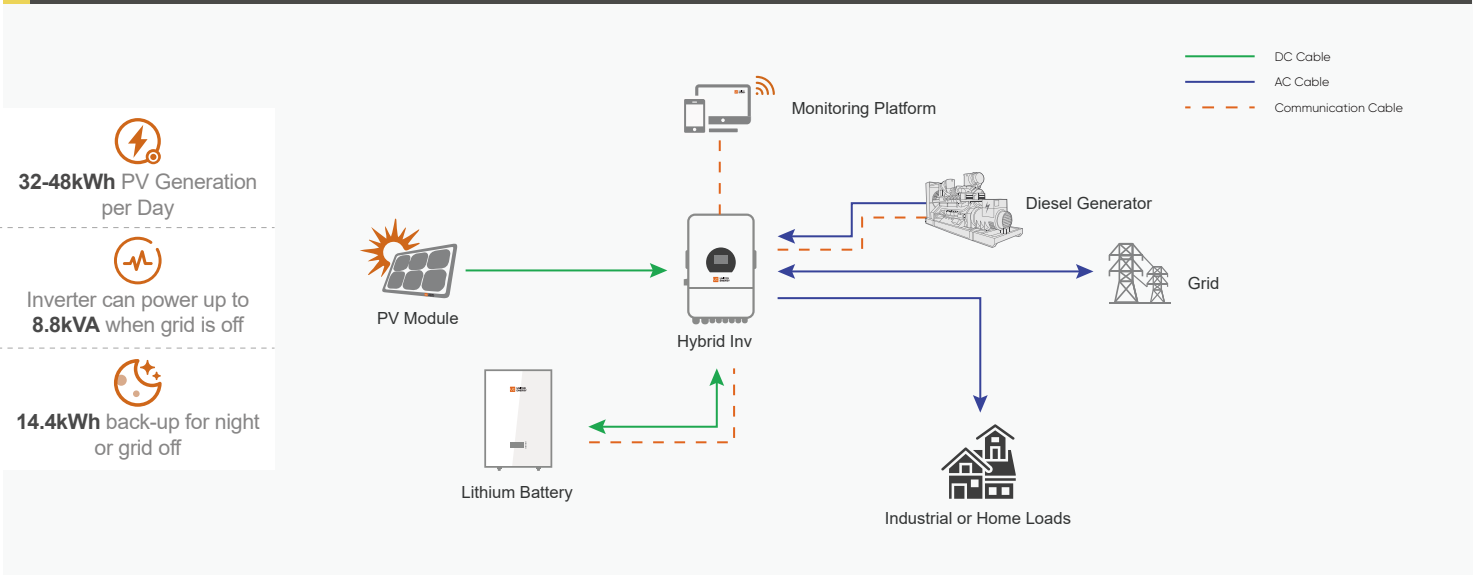 DC Cable
AC Cable
Communication Cable
Monitoring Platform
32-48kWh PV Generation
per Day
Diesel Generator
Inverter can power up to
8.8kVA when grid is off
PV Module
Grid
Hybrid Inv
14.4kWh back-up for night
or grid off
Lithium Battery
Industrial or Home Loads